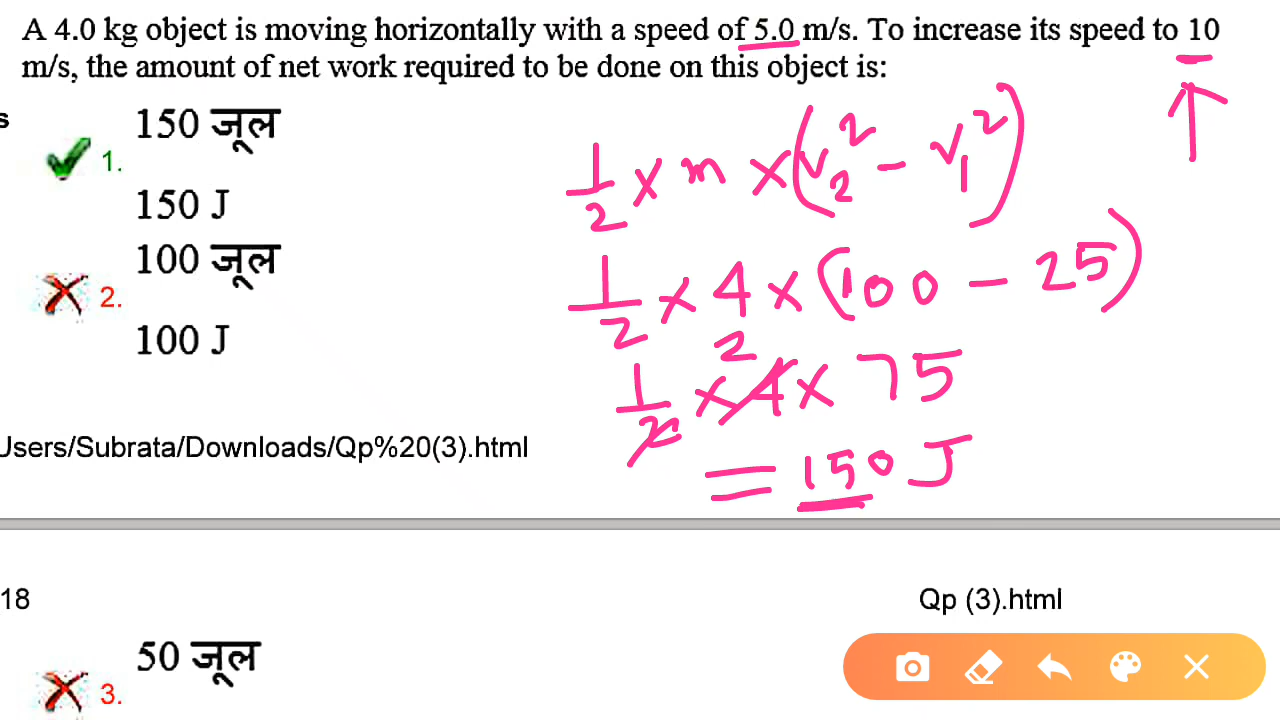 A 4.0 kg object is moving horizontally with a speed of 5.0 m/s. To increase its speed to 10
m/s, the amount of net work required to be done on this object is:
s
150 जूल
1.
150 J
100 जूल
2.
100 J
1/2 × m × (v₂² - v₁²)
1/2 × 4 × (100 - 25)
1/2 × 4 × 75
2
= 150 J
Users/Subrata/Downloads/Qp%20(3).html
18
Qp (3).html
50 जूल
3.